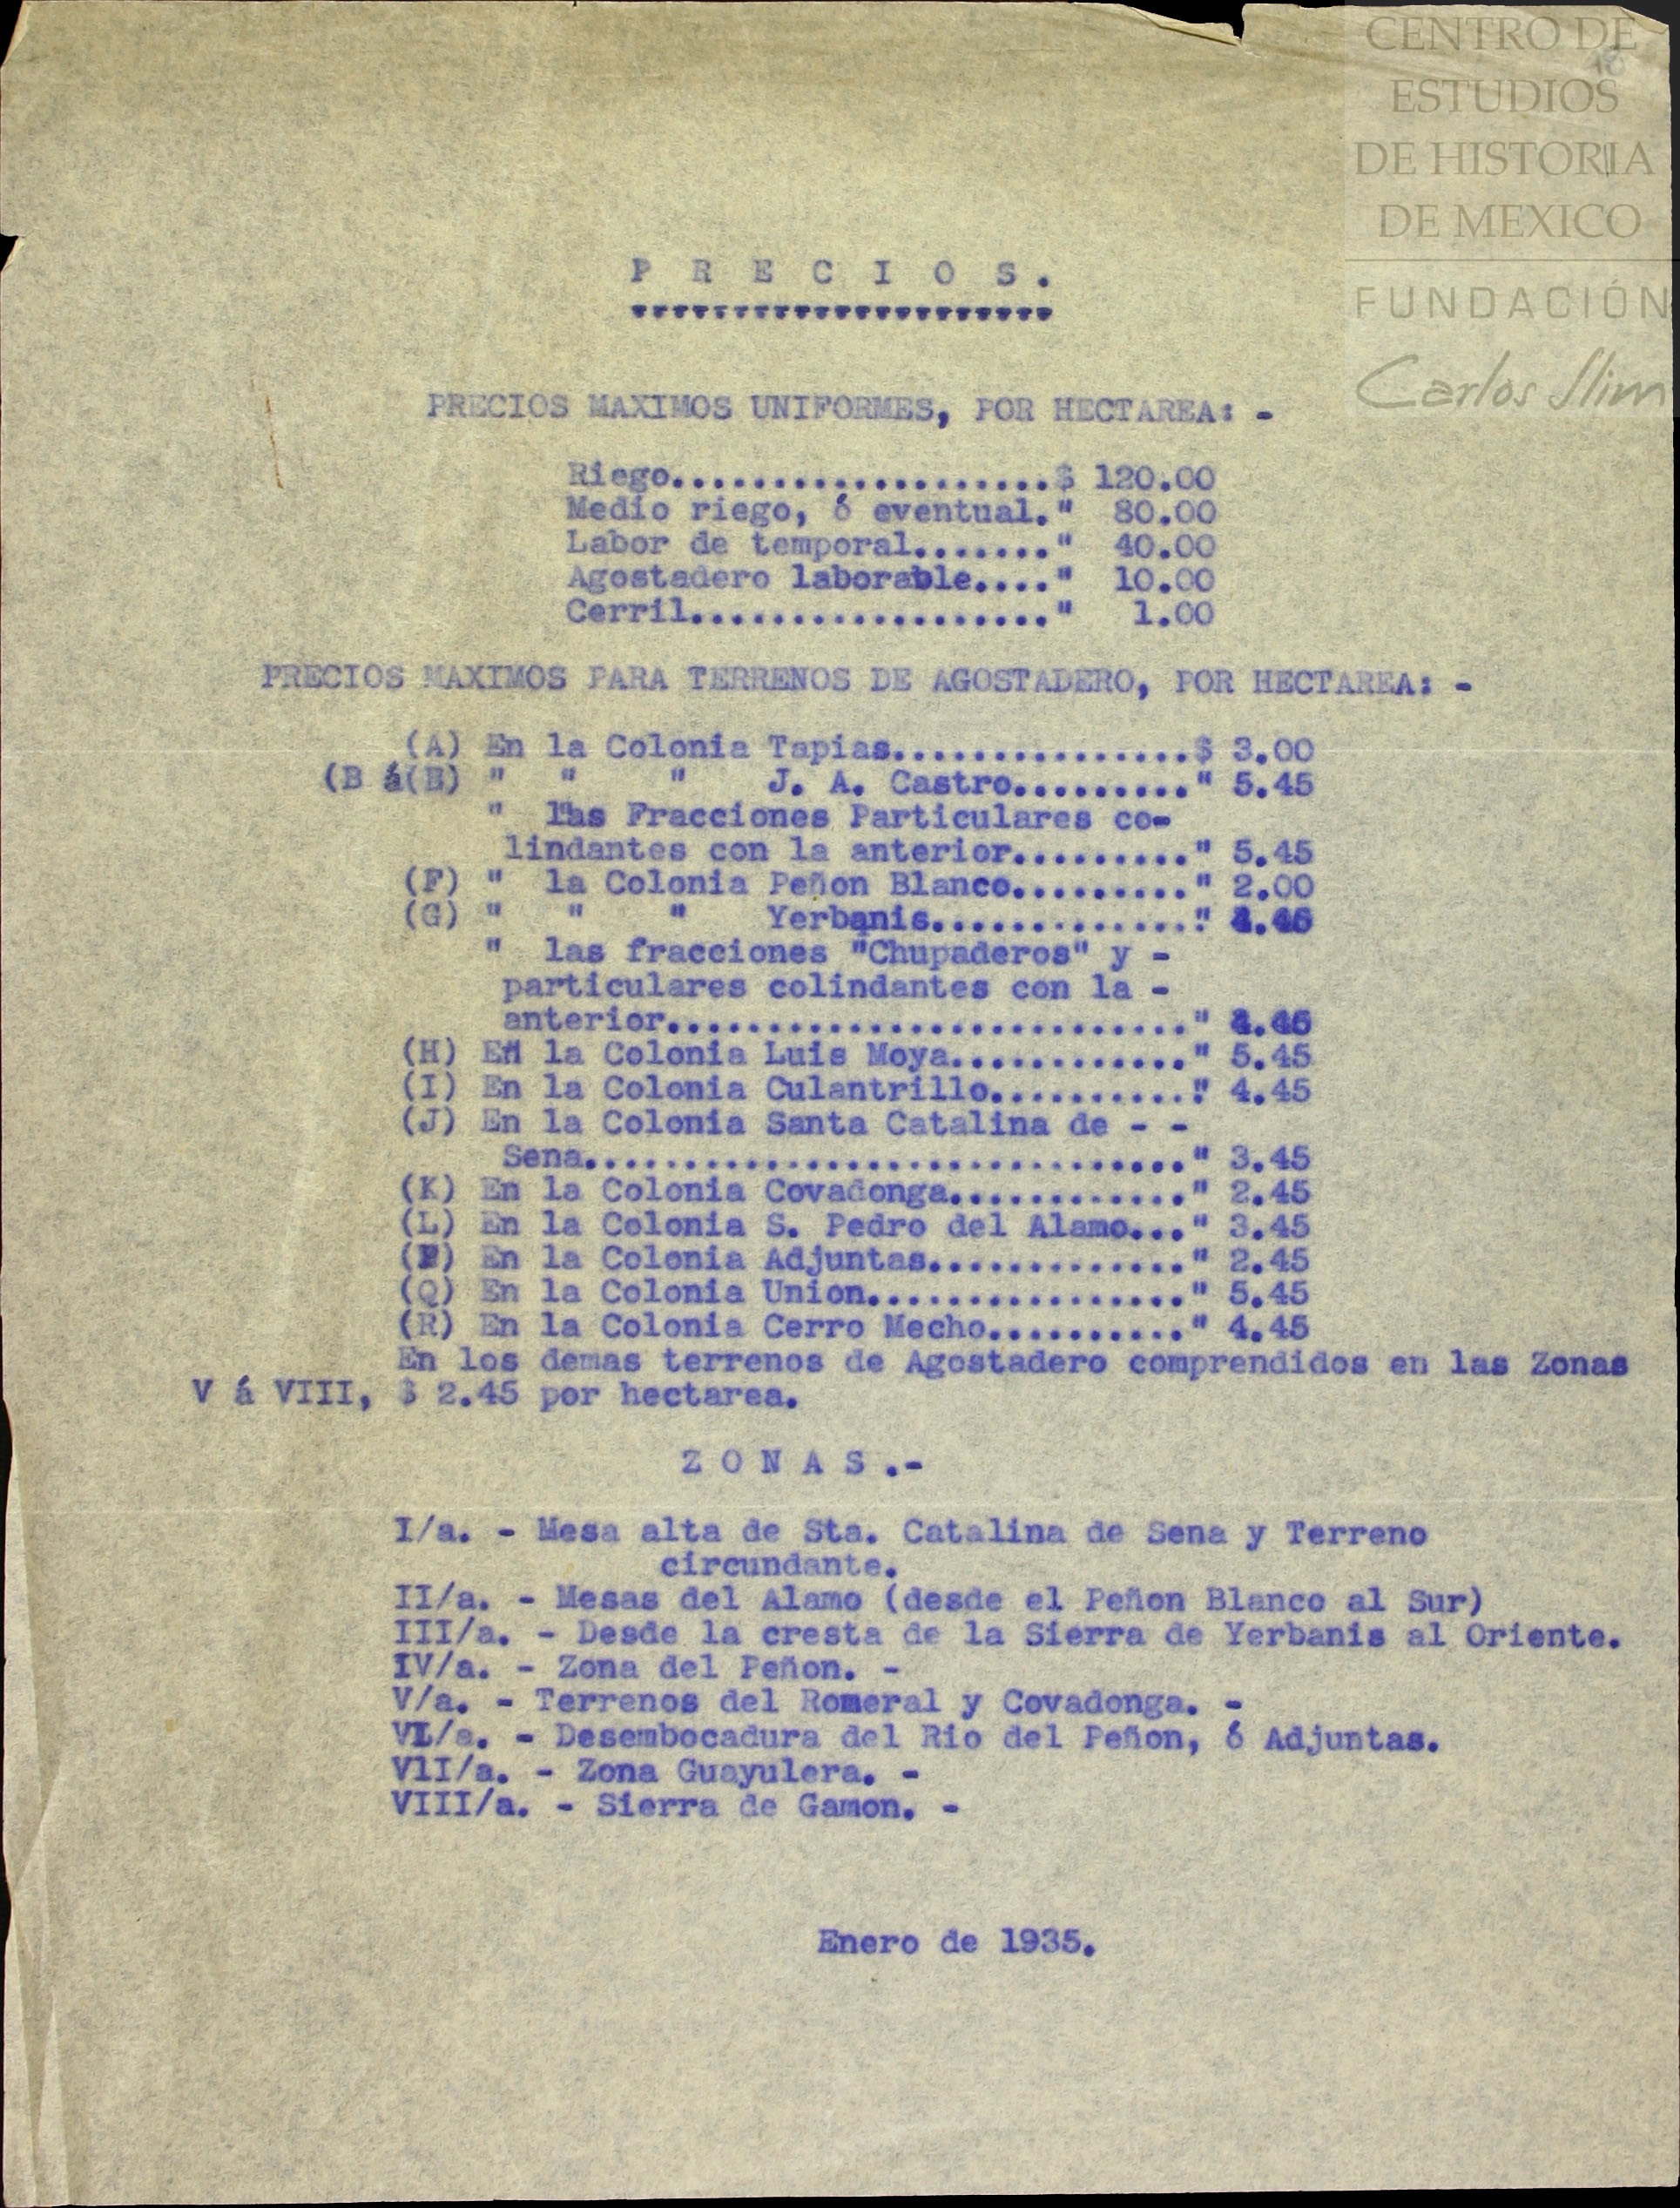 CENTRO DE
ESTUDIOS
DE HISTORIA
DE MEXICO
FUNDACIÓN
Carlos Slim
P R E C I O S .
PRECIOS MAXIMOS UNIFORMES, POR HECTAREA: -
Riego...................$ 120.00
Medio riego, ó eventual." 80.00
Labor de temporal......." 40.00
Agostadero laborable...." 10.00
Cerril.................." 1.00
PRECIOS MAXIMOS PARA TERRENOS DE AGOSTADERO, POR HECTAREA: -
(A) En la Colonia Tapias...............$ 3.00
(B á(E) " " " J. A. Castro........." 5.45
" las Fracciones Particulares co-
lindantes con la anterior........." 5.45
(F) " la Colonia Peñon Blanco........." 2.00
(G) " " " Yerbanis.............."
" las fracciones "Chupaderos" y -
particulares colindantes con la -
anterior.........................."
(H) En la Colonia Luis Moya............" 5.45
(I) En la Colonia Culantrillo.........." 4.45
(J) En la Colonia Santa Catalina de - -
Sena.............................." 3.45
(K) En la Colonia Covadonga............" 2.45
(L) En la Colonia S. Pedro del Alamo..." 3.45
(P) En la Colonia Adjuntas............." 2.45
(Q) En la Colonia Union................" 5.45
(R) En la Colonia Cerro Mecho.........." 4.45
En los demas terrenos de Agostadero comprendidos en las Zonas
V á VIII, $ 2.45 por hectarea.
Z O N A S .-
I/a. - Mesa alta de Sta. Catalina de Sena y Terreno
circundante.
II/a. - Mesas del Alamo (desde el Peñon Blanco al Sur)
III/a. - Desde la cresta de la Sierra de Yerbanis al Oriente.
IV/a. - Zona del Peñon. -
V/a. - Terrenos del Romeral y Covadonga. -
VI/a. - Desembocadura del Rio del Peñon, ó Adjuntas.
VlI/a. - Zona Guayulera. -
VIII/a. - Sierra de Gamon. -
Enero de 1935.